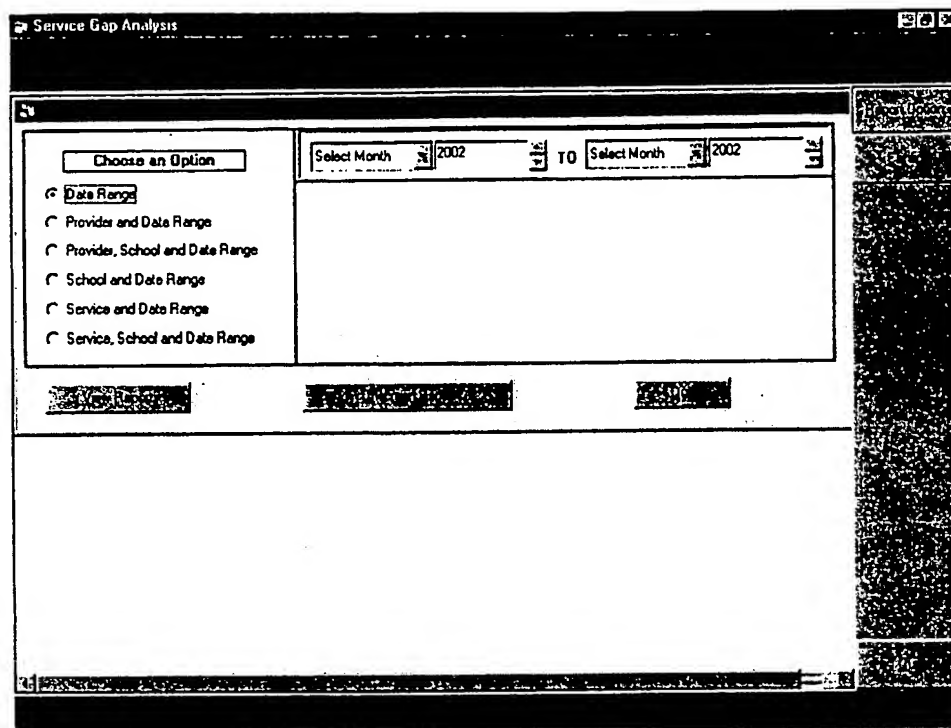 Service Gap Analysis
Choose an Option
Select Month 2002 TO Select Month 2002
Date Range
Provider and Date Range
Provider, School and Date Range
School and Date Range
Service and Date Range
Service, School and Date Range